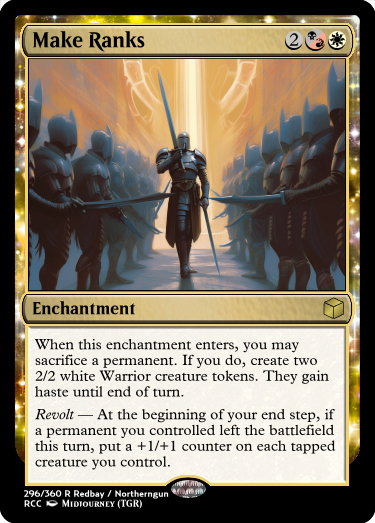 Make Ranks 2
Enchantment
When this enchantment enters, you may
sacrifice a permanent. If you do, create two
2/2 white Warrior creature tokens. They gain
haste until end of turn.
Revolt — At the beginning of your end step, if
a permanent you controlled left the battlefield
this turn, put a +1/+1 counter on each tapped
creature you control.
296/360 R Redbay / Northerngun
RCC Midjourney (TGR)